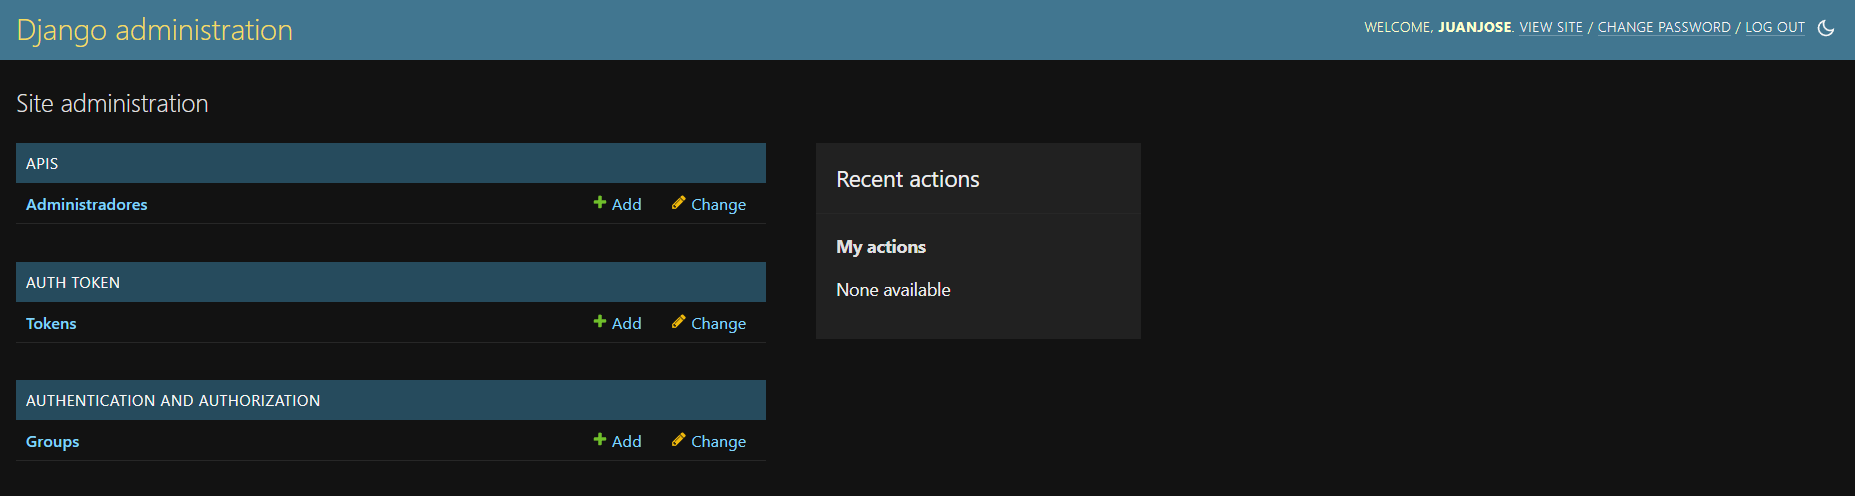 Django administration
WELCOME, JUANJOSE. VIEW SITE / CHANGE PASSWORD / LOG OUT
Site administration
APIS
Administradores Add Change
AUTH TOKEN
Tokens Add Change
AUTHENTICATION AND AUTHORIZATION
Groups Add Change
Recent actions
My actions
None available